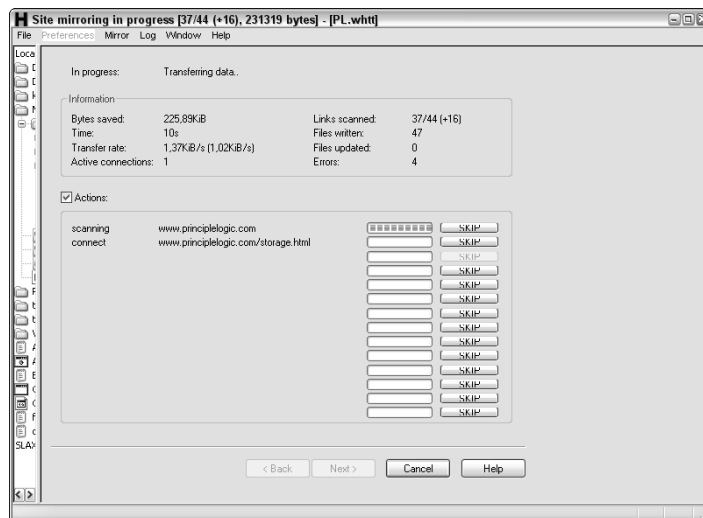 Site mirroring in progress [37/44 (+16), 231319 bytes] - [PL.whtt]
File Preferences Mirror Log Window Help
Loca
In progress: Transferring data..
Information
Bytes saved: 225,89KiB Links scanned: 37/44 (+16)
Time: 10s Files written: 47
Transfer rate: 1,37KiB/s (1,02KiB/s) Files updated: 0
Active connections: 1 Errors: 4
Actions:
scanning www.principlelogic.com SKIP
connect www.principlelogic.com/storage.html SKIP
SKIP
SKIP
SKIP
SKIP
SKIP
SKIP
SKIP
SKIP
SKIP
SKIP
SKIP
SKIP
SLAX
< Back Next > Cancel Help